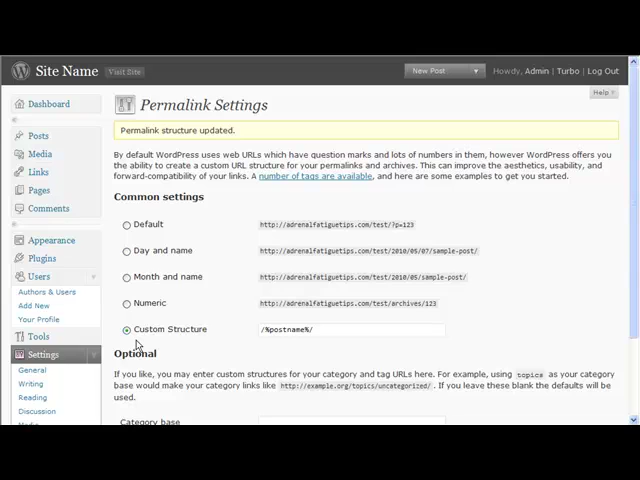 Site Name Visit Site New Post Howdy, Admin | Turbo | Log Out
Help
Dashboard
Permalink Settings
Permalink structure updated.
Posts
Media
Links
Pages
Comments
Appearance
Plugins
Users
Authors & Users
Add New
Your Profile
Tools
Settings
General
Writing
Reading
Discussion
By default WordPress uses web URLs which have question marks and lots of numbers in them, however WordPress offers you
the ability to create a custom URL structure for your permalinks and archives. This can improve the aesthetics, usability, and
forward-compatibility of your links. A number of tags are available, and here are some examples to get you started.
Common settings
Default http://adrenalfatiguetips.com/test/?p=123
Day and name http://adrenalfatiguetips.com/test/2010/05/07/sample-post/
Month and name http://adrenalfatiguetips.com/test/2010/05/sample-post/
Numeric http://adrenalfatiguetips.com/test/archives/123
Custom Structure /%postname%/
Optional
If you like, you may enter custom structures for your category and tag URLs here. For example, using topics as your category
base would make your category links like http://example.org/topics/uncategorized/ . If you leave these blank the defaults will be
used.
Category base